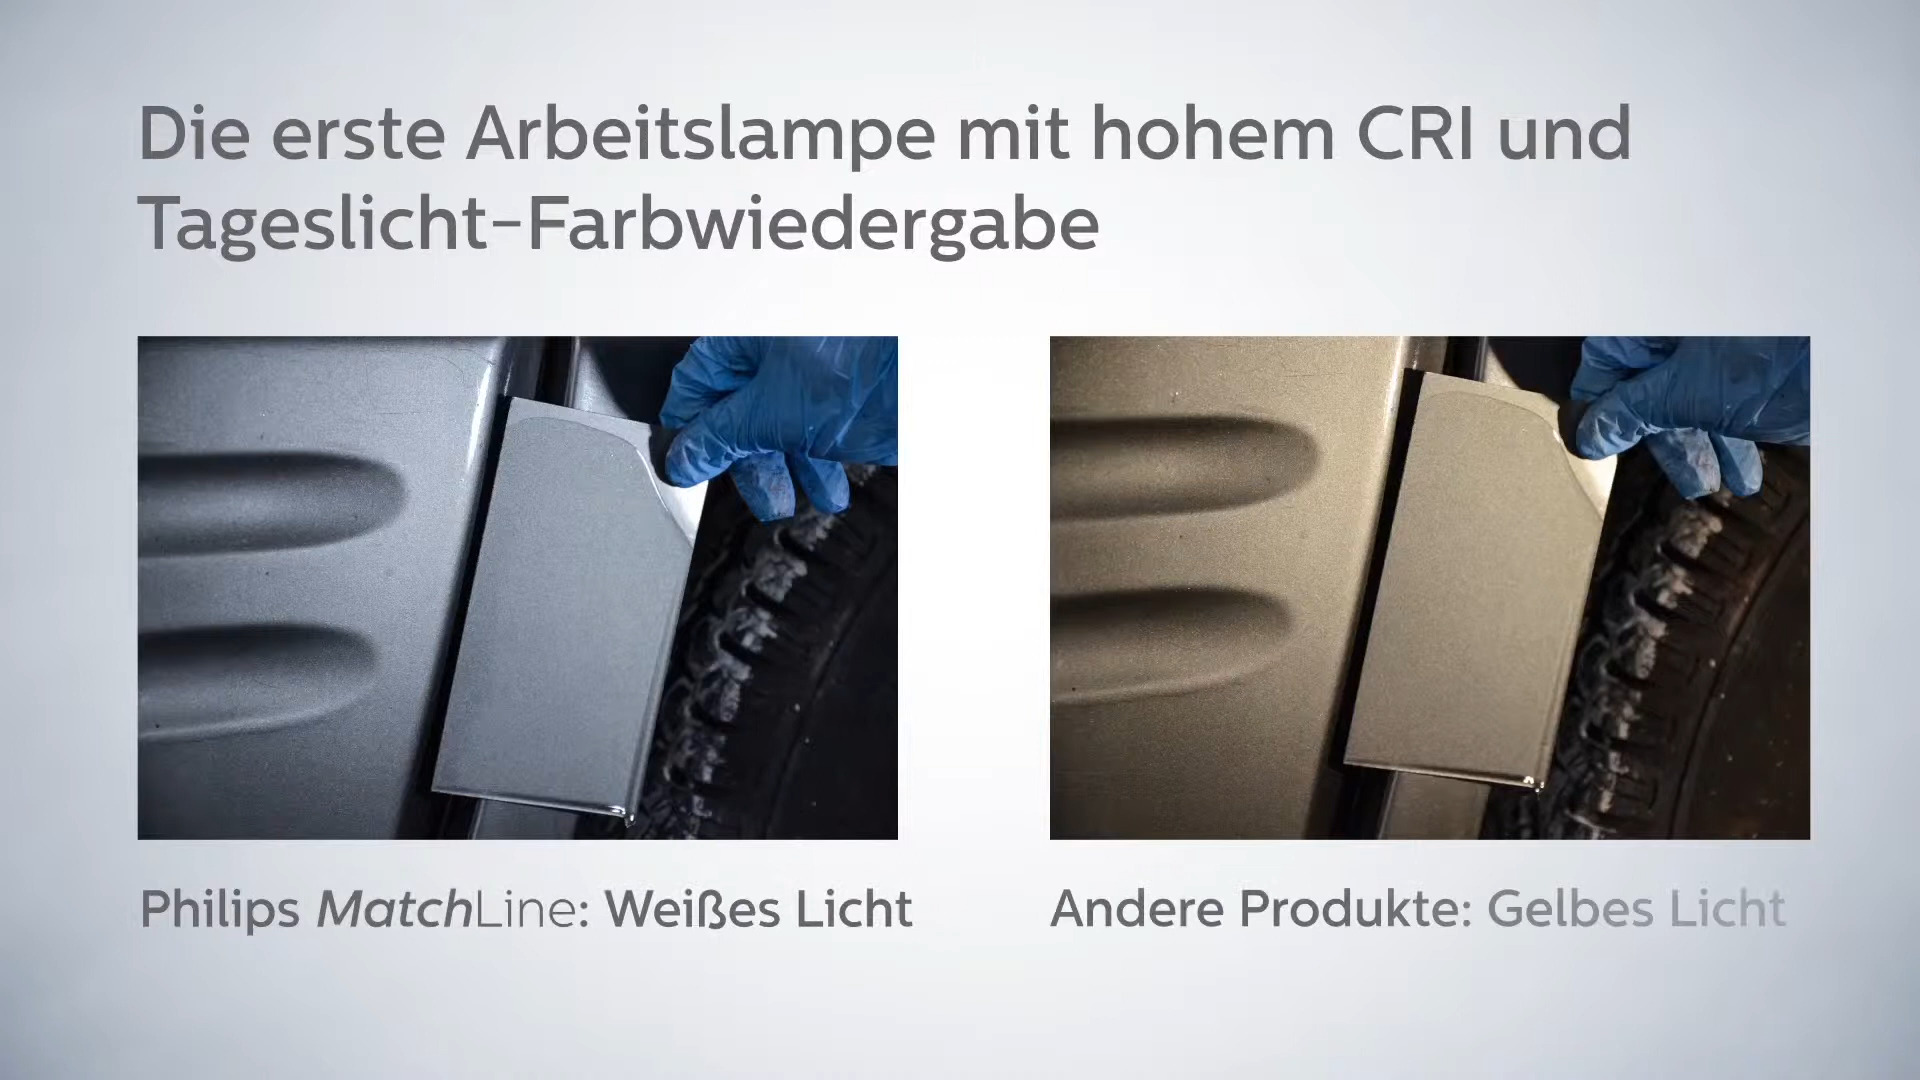 Die erste Arbeitslampe mit hohem CRI und
Tageslicht-Farbwiedergabe
Philips MatchLine: Weißes Licht
Andere Produkte: Gelbes Licht